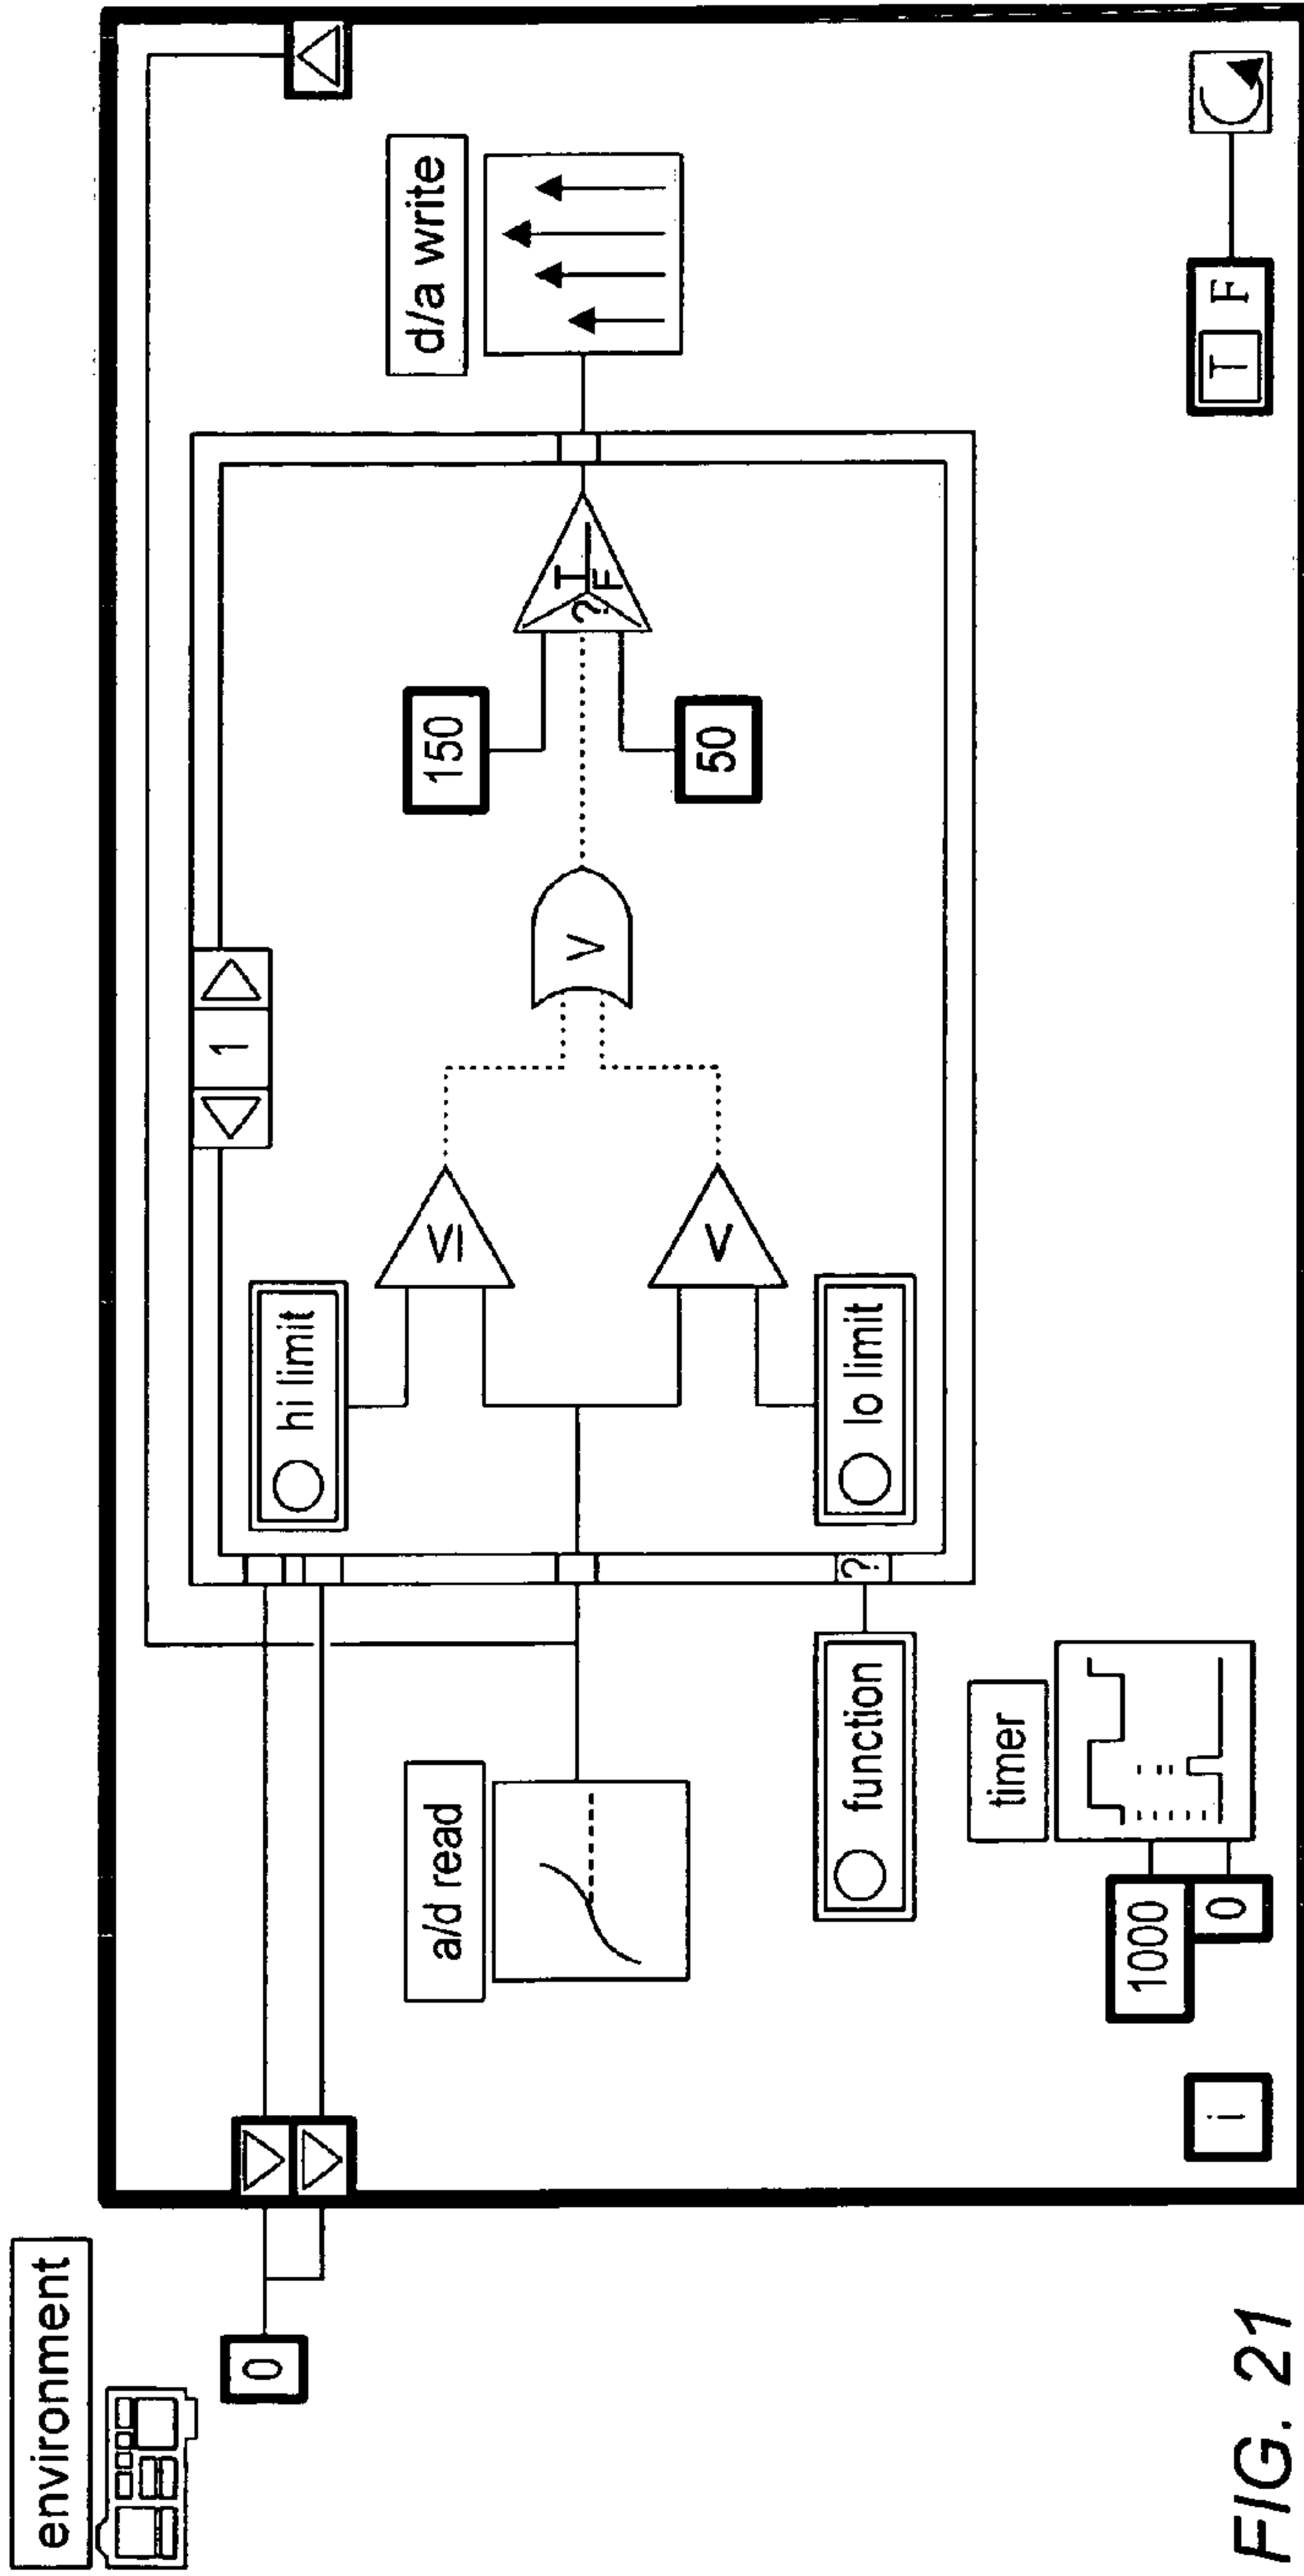 environment
0
1
hi limit
≤
a/d read
150
d/a write
V
? T
F
<
50
lo limit
?
function
timer
1000
0
i
T F
FIG. 21